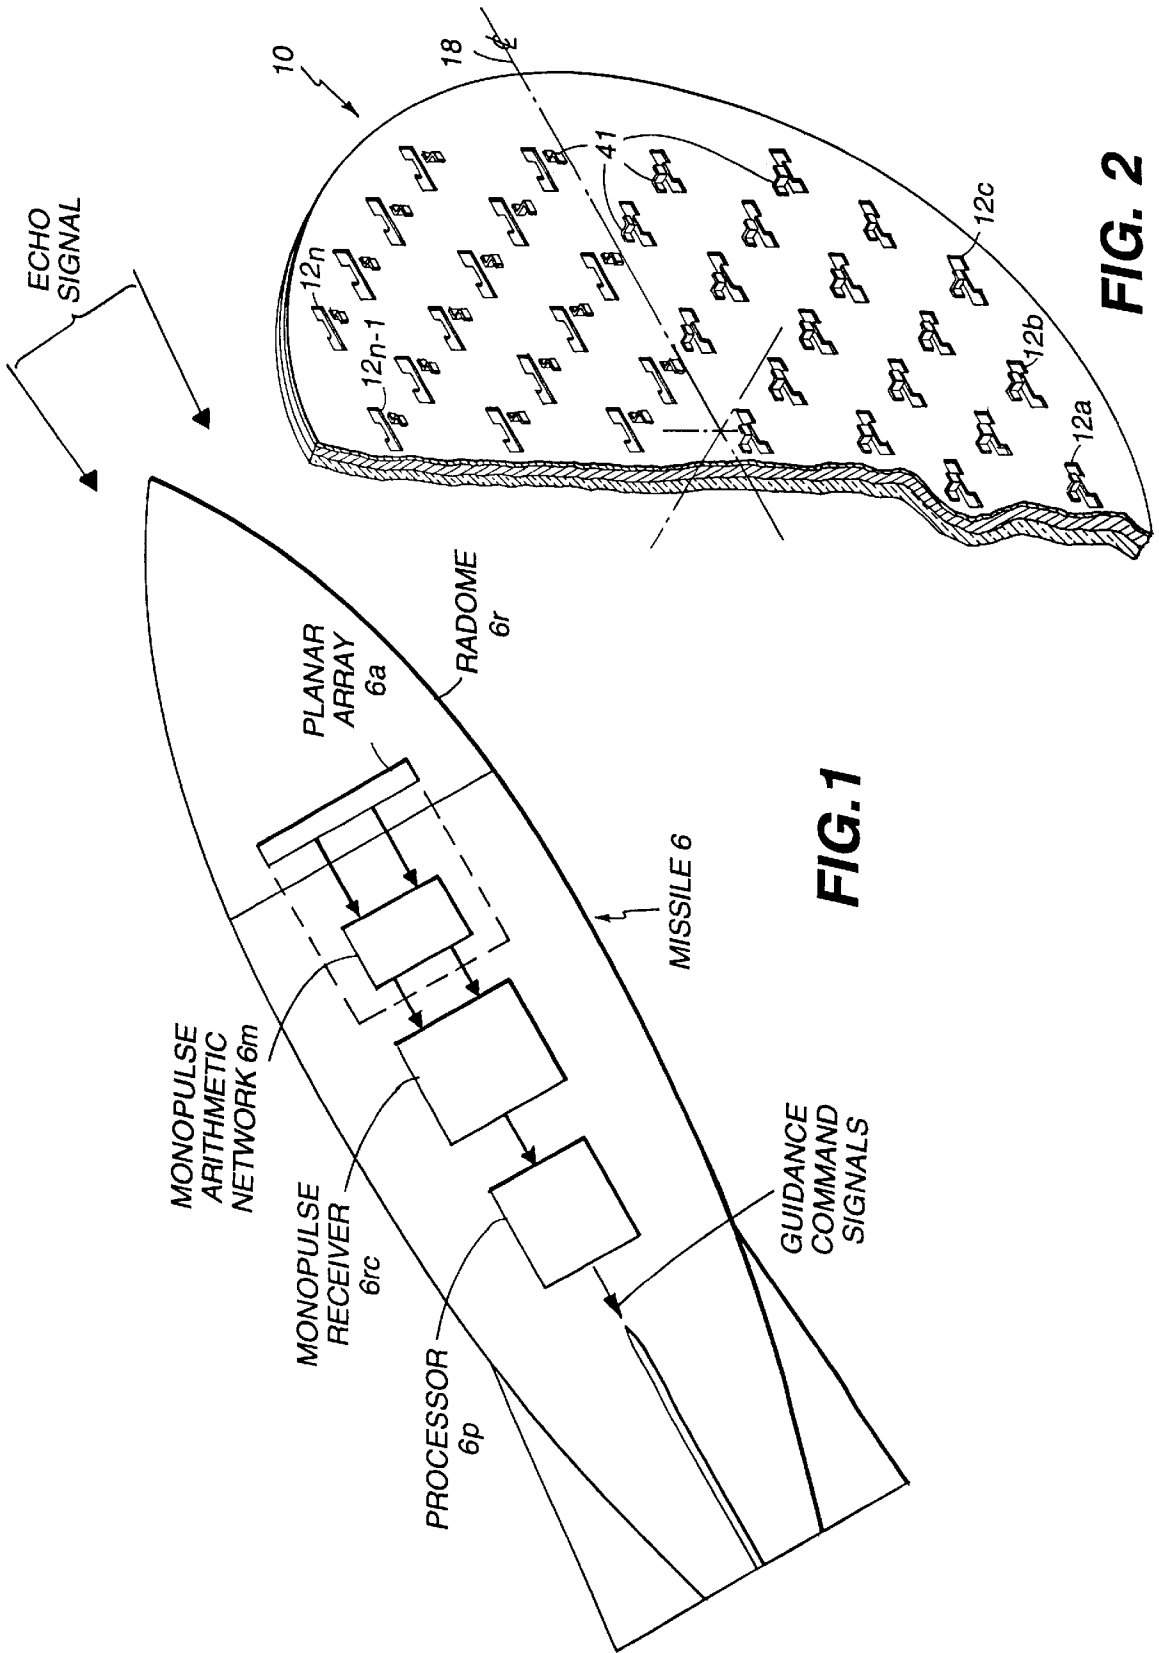 ECHO
SIGNAL
PLANAR
ARRAY
6a
RADOME
6r
MONOPULSE
ARITHMETIC
NETWORK 6m
MONOPULSE
RECEIVER
6rc
PROCESSOR
6p
MISSILE 6
GUIDANCE
COMMAND
SIGNALS
FIG.1
10
18
℄
12n
12n-1
41
12c
12b
12a
FIG. 2